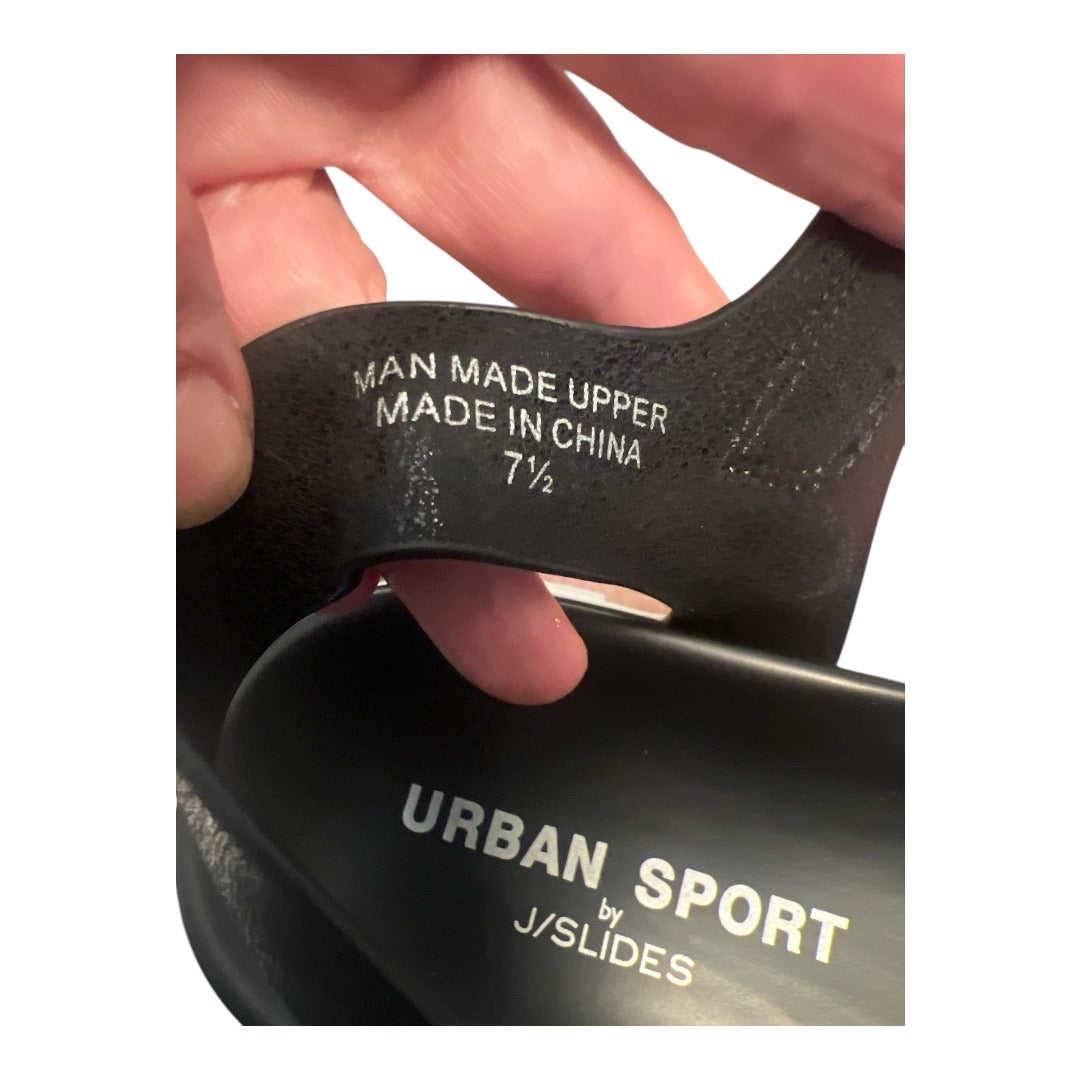 MAN MADE UPPER
MADE IN CHINA
7½
URBAN SPORT
by
J/SLIDES